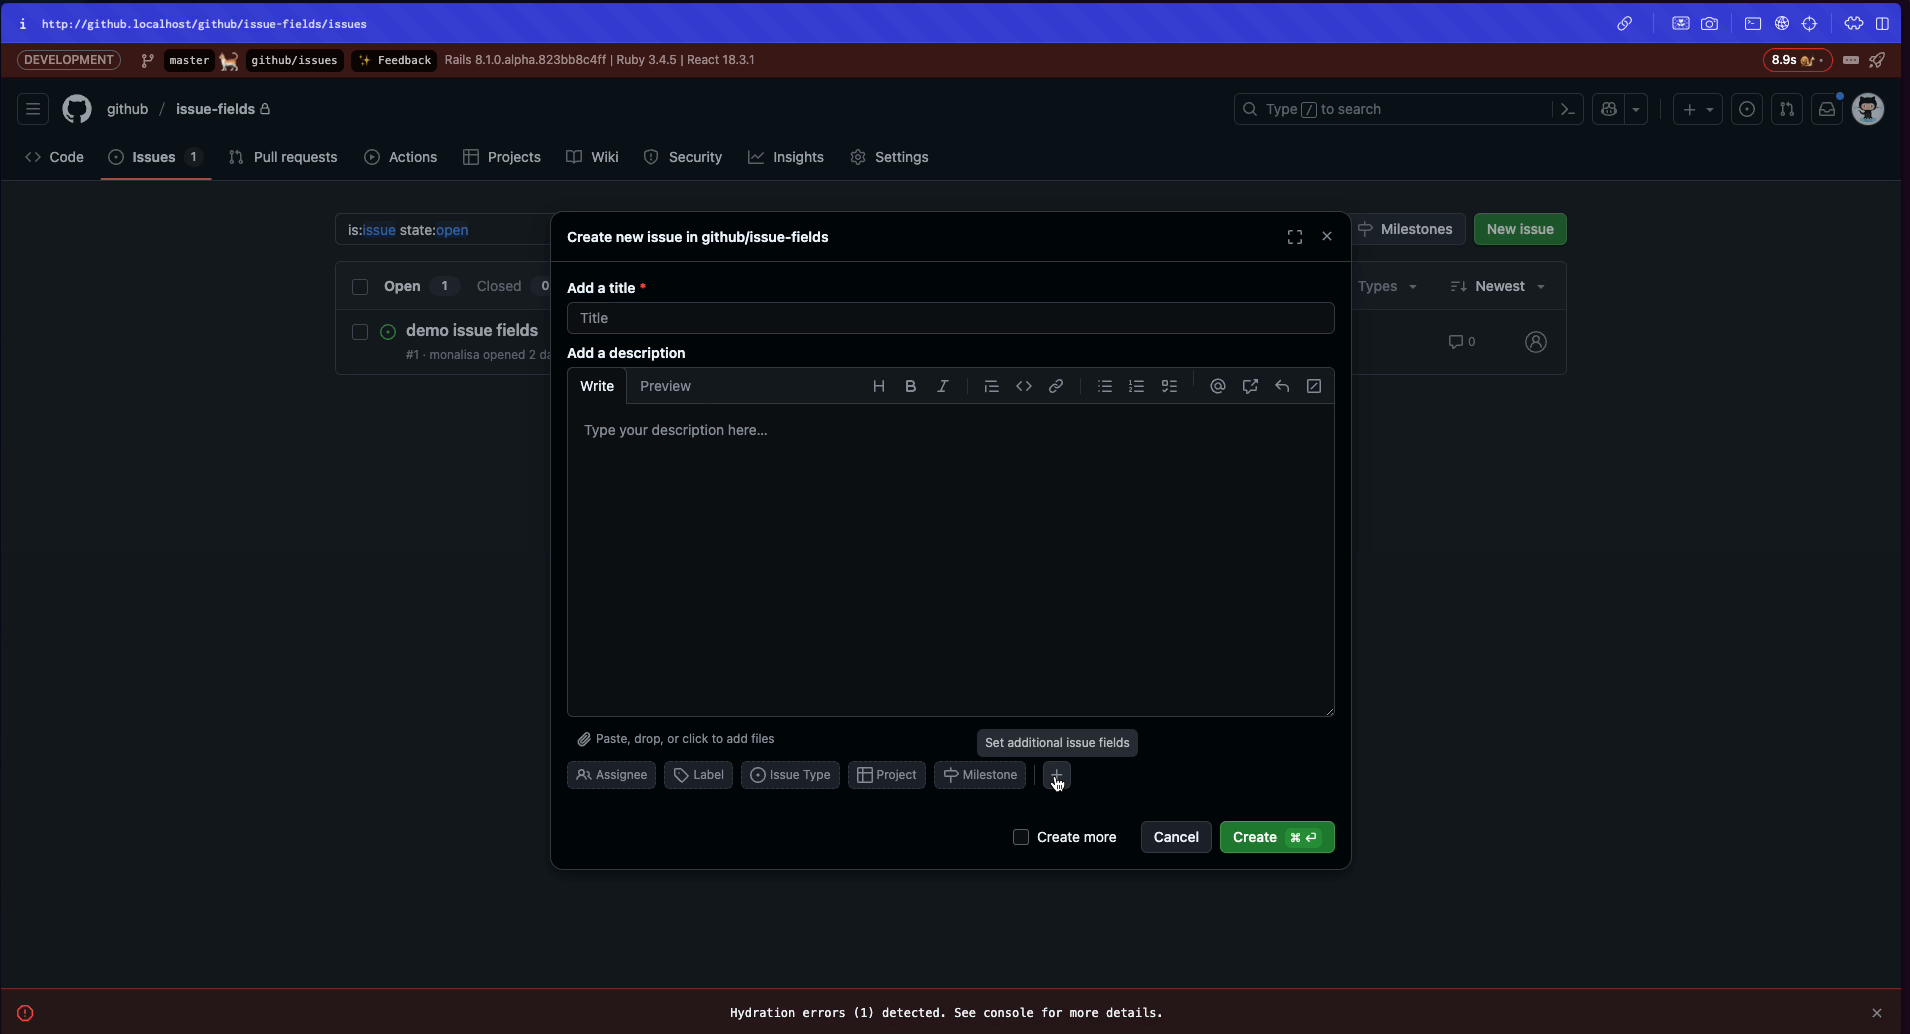 i http://github.localhost/github/issue-fields/issues
DEVELOPMENT master github/issues ✨ Feedback Rails 8.1.0.alpha.823bb8c4ff | Ruby 3.4.5 | React 18.3.1 8.9s
github / issue-fields Type / to search
Code Issues 1 Pull requests Actions Projects Wiki Security Insights Settings
is:issue state:open Milestones New issue
Open 1 Closed 0 Types Newest
demo issue fields
#1 · monalisa opened 2 da
0
Create new issue in github/issue-fields
Add a title *
Title
Add a description
Write Preview
Type your description here...
Paste, drop, or click to add files
Set additional issue fields
Assignee Label Issue Type Project Milestone
Create more Cancel Create ⌘ ⏎
Hydration errors (1) detected. See console for more details.